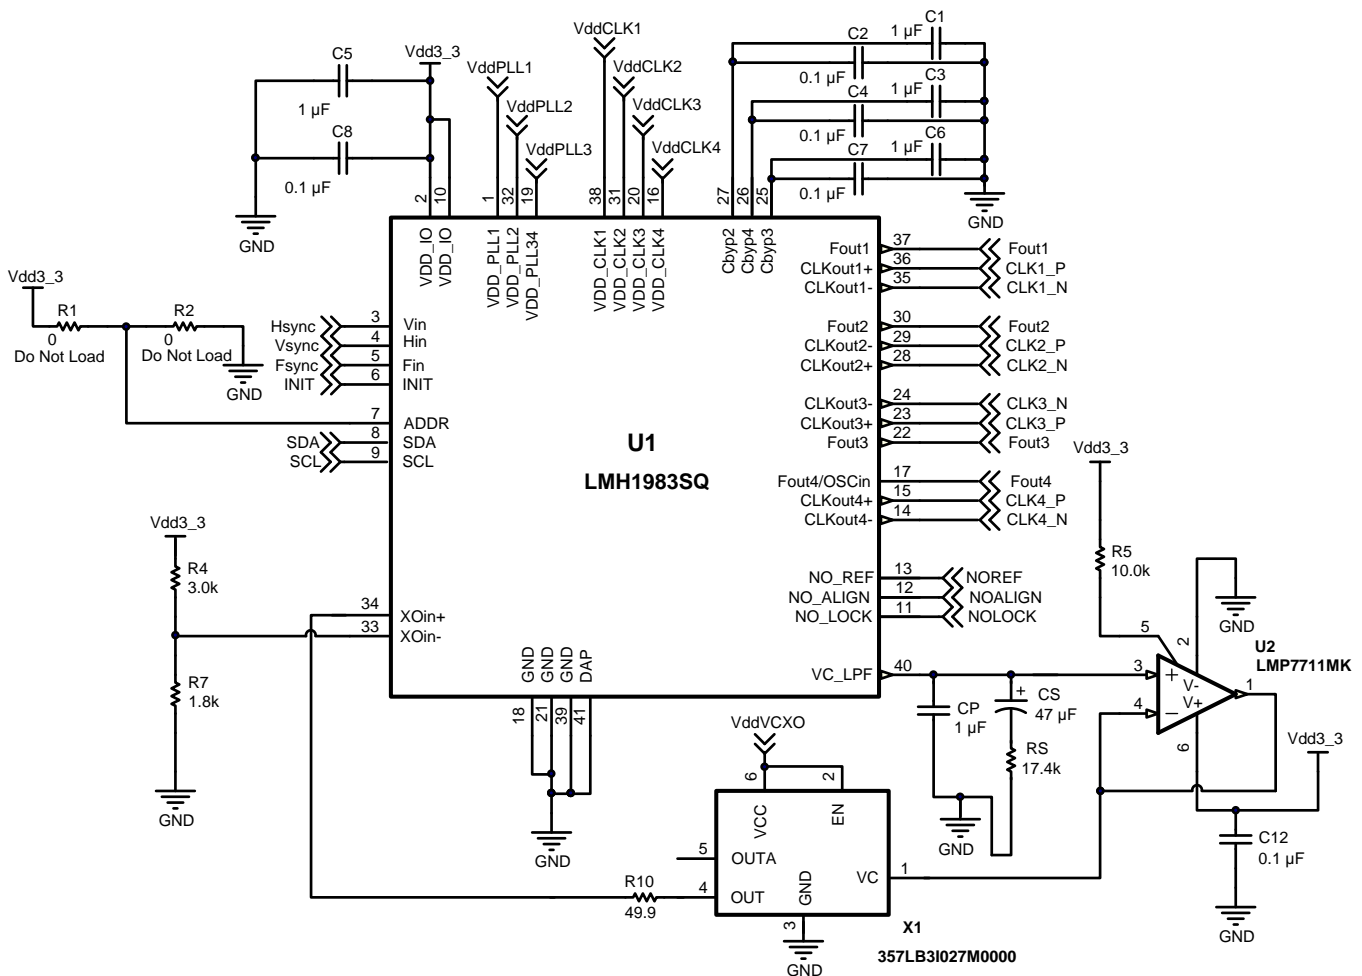 VddCLK1
C1
C2
1 µF
C5
Vdd3_3
VddPLL1
VddCLK2
0.1 µF
C3
1 µF
C4
1 µF
VddPLL2
VddCLK3
0.1 µF
C6
C8
VddPLL3
VddCLK4
C7
1 µF
0.1 µF
0.1 µF
2
10
1
32
19
38
31
20
16
27
26
25
GND
GND
VDD_IO
VDD_IO
VDD_PLL1
VDD_PLL2
VDD_PLL34
VDD_CLK1
VDD_CLK2
VDD_CLK3
VDD_CLK4
Cbyp2
Cbyp4
Cbyp3
Fout1 37 Fout1
CLKout1+ 36 CLK1_P
CLKout1- 35 CLK1_N
Vdd3_3
R1
R2
0
0
Do Not Load
Do Not Load
GND
Hsync 3 Vin
Vsync 4 Hin
Fsync 5 Fin
INIT 6 INIT
Fout2 30 Fout2
CLKout2- 29 CLK2_P
CLKout2+ 28 CLK2_N
7 ADDR
SDA 8 SDA
SCL 9 SCL
CLKout3- 24 CLK3_N
CLKout3+ 23 CLK3_P
Fout3 22 Fout3
U1
LMH1983SQ
Fout4/OSCin 17 Fout4
CLKout4+ 15 CLK4_P
CLKout4- 14 CLK4_N
Vdd3_3
R5
10.0k
Vdd3_3
R4
3.0k
NO_REF 13 NOREF
NO_ALIGN 12 NOALIGN
NO_LOCK 11 NOLOCK
34 XOin+
33 XOin-
GND
5
2
U2
LMP7711MK
R7
1.8k
GND
GND
GND
DAP
18
21
39
41
VC_LPF 40
3
+
V-
V+
–
1
4
6
CP
1 µF
+
CS
47 µF
RS
17.4k
VddVCXO
Vdd3_3
GND
GND
6
2
VCC
EN
GND
C12
0.1 µF
5 OUTA
VC 1
R10
49.9
4 OUT
GND
3
X1
GND
357LB3I027M0000
GND